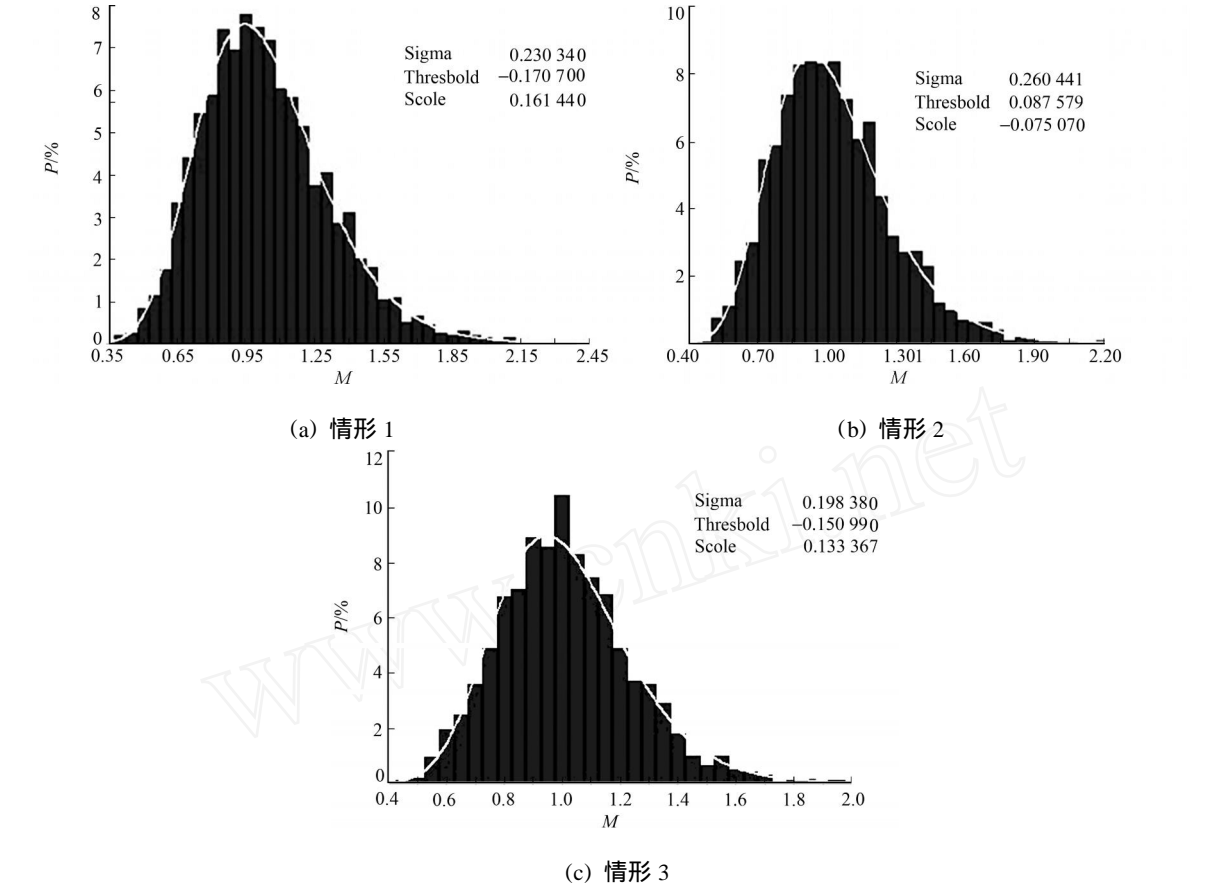 8
7
6
5
4
3
2
1
0
P/%
0.35 0.65 0.95 1.25 1.55 1.85 2.15 2.45
M
Sigma 0.230 340
Thresbold −0.170 700
Scole 0.161 440
(a) 情形 1
10
8
6
4
2
P/%
0.40 0.70 1.00 1.301 1.60 1.90 2.20
M
Sigma 0.260 441
Thresbold 0.087 579
Scole −0.075 070
(b) 情形 2
12
10
8
6
4
2
0
P/%
0.4 0.6 0.8 1.0 1.2 1.4 1.6 1.8 2.0
M
Sigma 0.198 380
Thresbold −0.150 990
Scole 0.133 367
(c) 情形 3
www.cnki.net